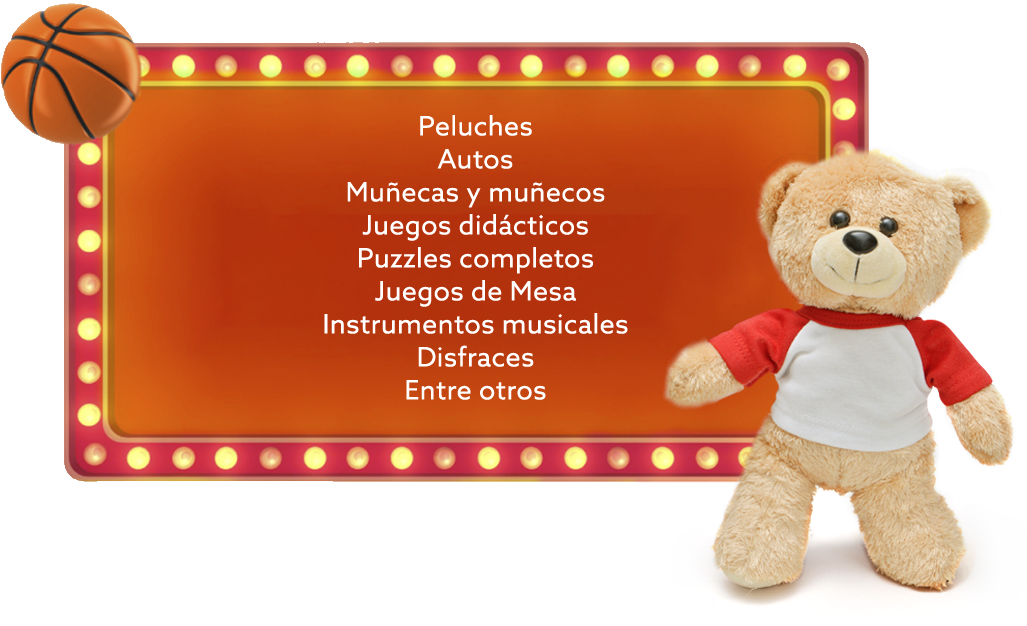 Peluches
Autos
Muñecas y muñecos
Juegos didácticos
Puzzles completos
Juegos de Mesa
Instrumentos musicales
Disfraces
Entre otros